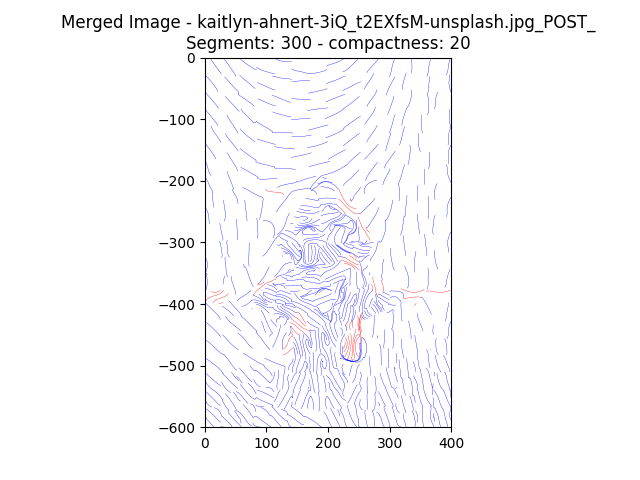 Merged Image - kaitlyn-ahnert-3iQ_t2EXfsM-unsplash.jpg_POST_
Segments: 300 - compactness: 20
0
−100
−200
−300
−400
−500
−600
0 100 200 300 400